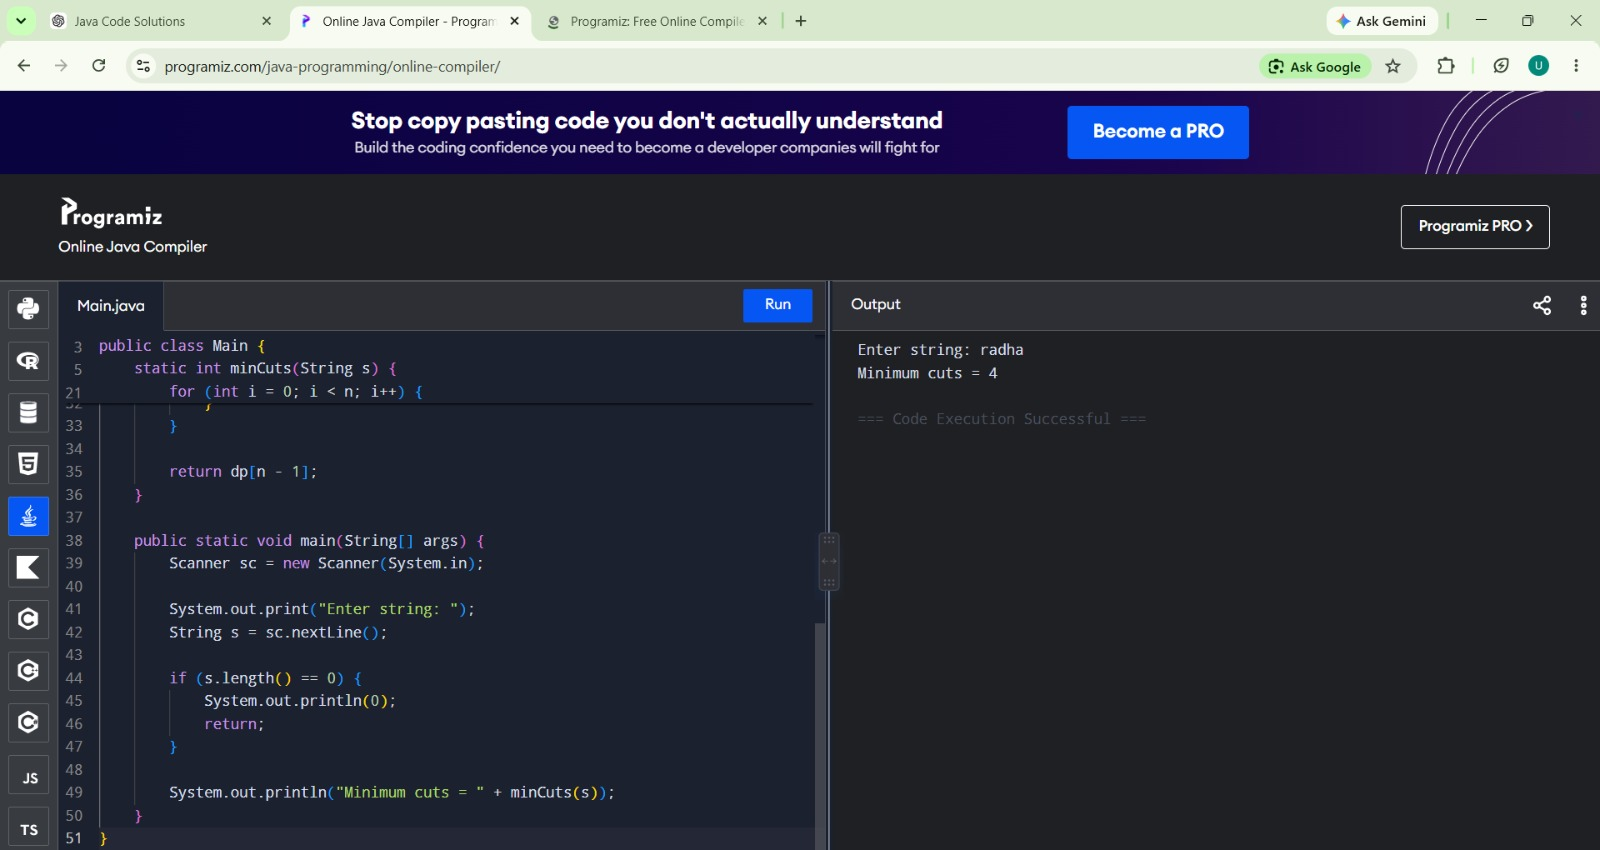 Java Code Solutions
Online Java Compiler - Program
Programiz: Free Online Compile
Ask Gemini
programiz.com/java-programming/online-compiler/
Ask Google
U
Stop copy pasting code you don't actually understand
Build the coding confidence you need to become a developer companies will fight for
Become a PRO
Programiz
Online Java Compiler
Programiz PRO >
Main.java
Run
3 public class Main {
5 static int minCuts(String s) {
21 for (int i = 0; i < n; i++) {
32 }
33 }
34
35 return dp[n - 1];
36 }
37
38 public static void main(String[] args) {
39 Scanner sc = new Scanner(System.in);
40
41 System.out.print("Enter string: ");
42 String s = sc.nextLine();
43
44 if (s.length() == 0) {
45 System.out.println(0);
46 return;
47 }
48
49 System.out.println("Minimum cuts = " + minCuts(s));
50 }
51 }
JS
TS
Output
Enter string: radha
Minimum cuts = 4
=== Code Execution Successful ===